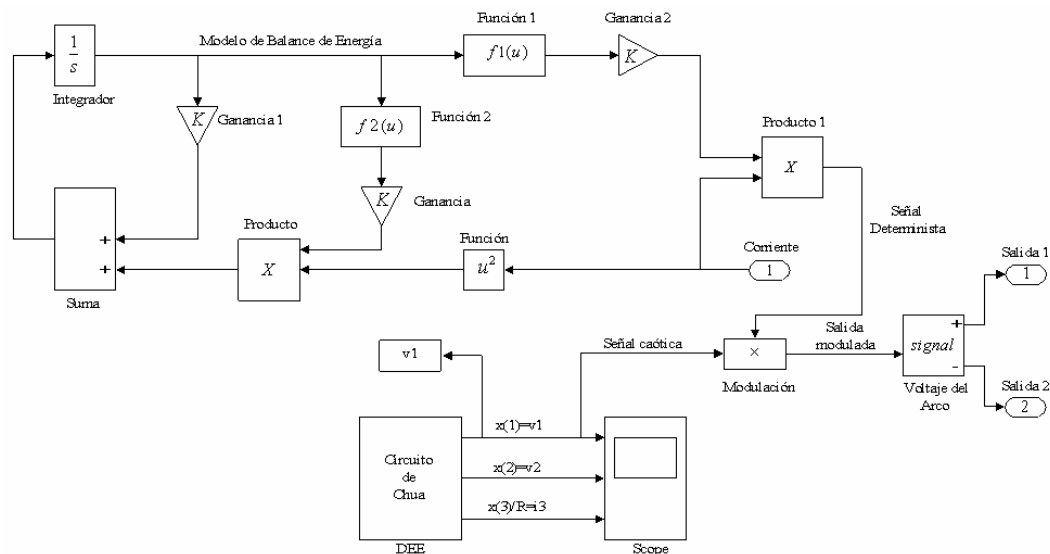 Función 1
Ganancia 2
Modelo de Balance de Energía
1
s
f1(u)
K
Integrador
K
Ganancia 1
f2(u)
Función 2
Producto 1
X
K
Ganancia
Señal
Determinista
Producto
Función
Corriente
+
+
X
u²
1
Salida 1
1
Suma
Señal caótica
Salida
modulada
+
signal
-
v1
×
Modulación
Voltaje del
Arco
Salida 2
2
x(1)=v1
Circuito
de
Chua
x(2)=v2
x(3)/R=i3
DEE
Scope